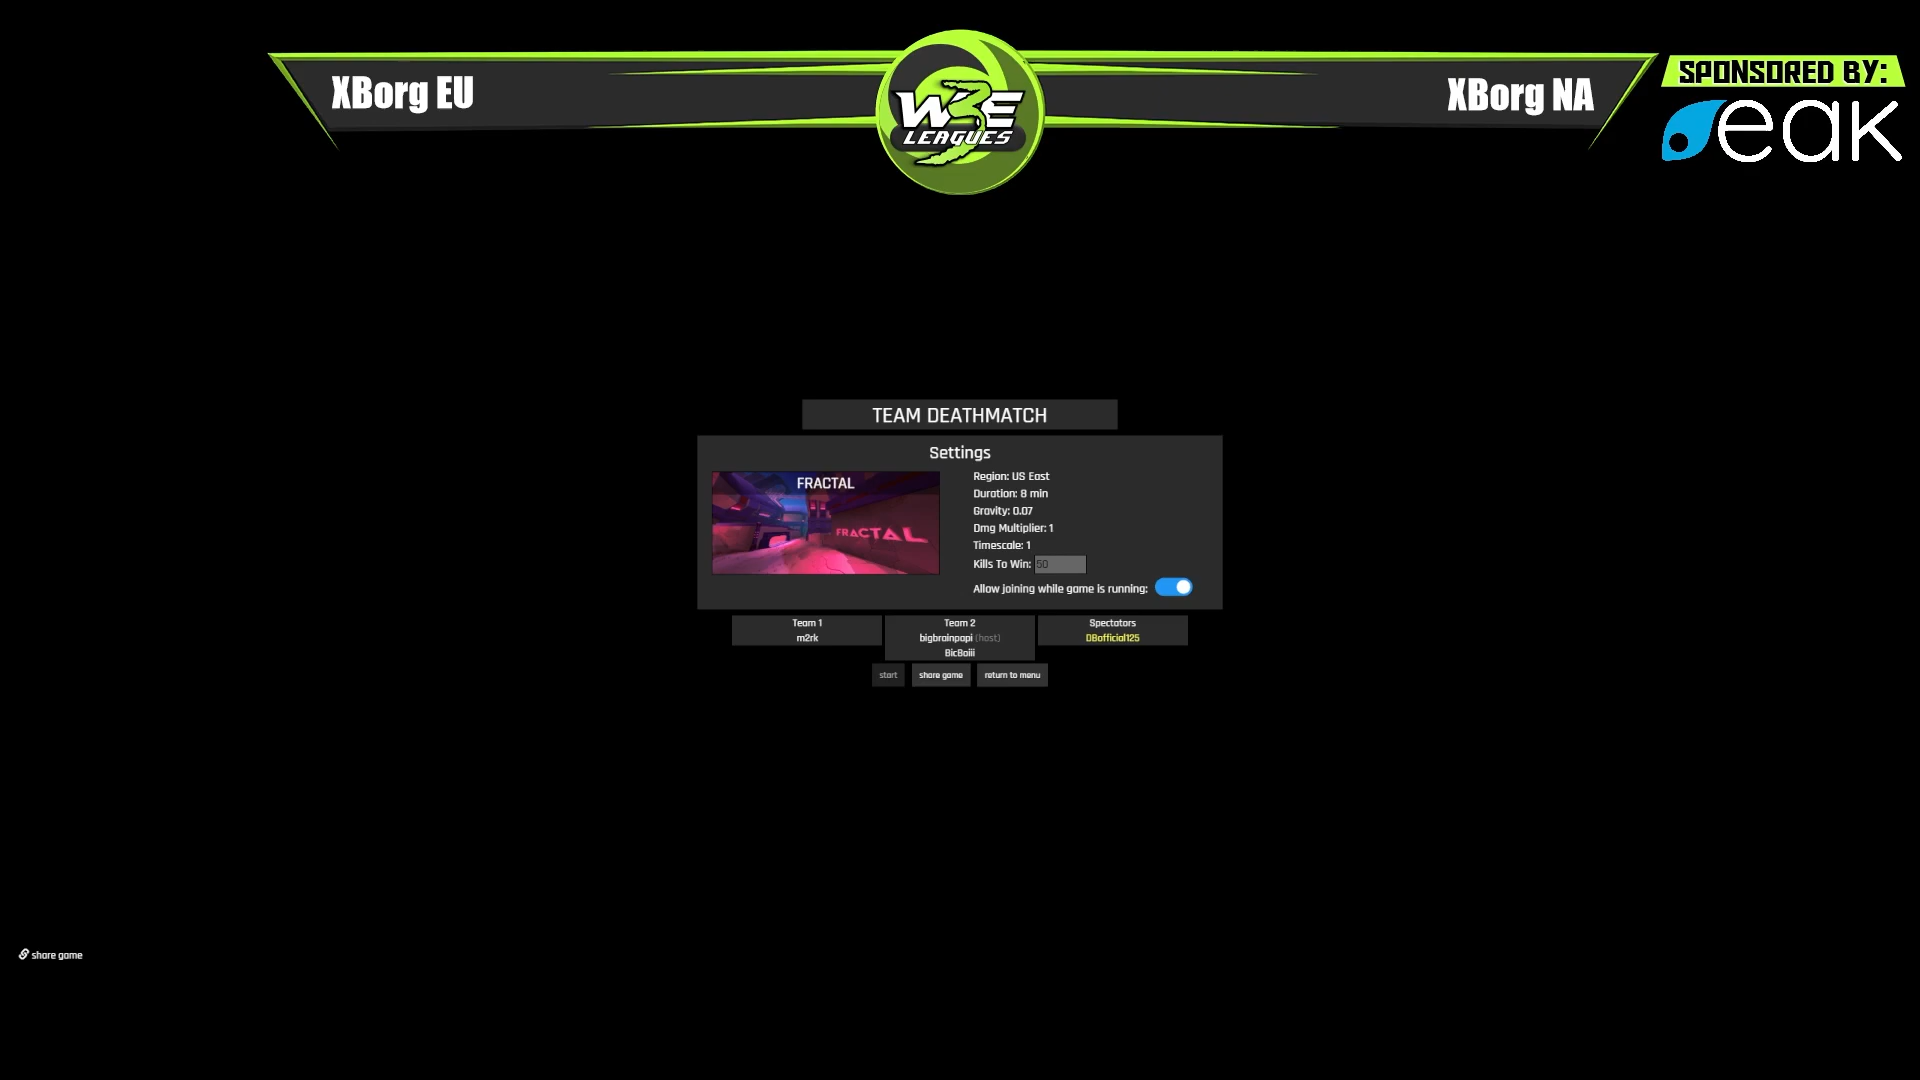 XBorg EU
W3E
LEAGUES
XBorg NA
SPONSORED BY:
eak
TEAM DEATHMATCH
Settings
FRACTAL
FRACTAL
Region: US East
Duration: 8 min
Gravity: 0.07
Dmg Multiplier: 1
Timescale: 1
Kills To Win: 50
Allow joining while game is running:
Team 1
m2rk
Team 2
bigbrainpapi (host)
BicBoiii
Spectators
DBofficial125
start
share game
return to menu
share game